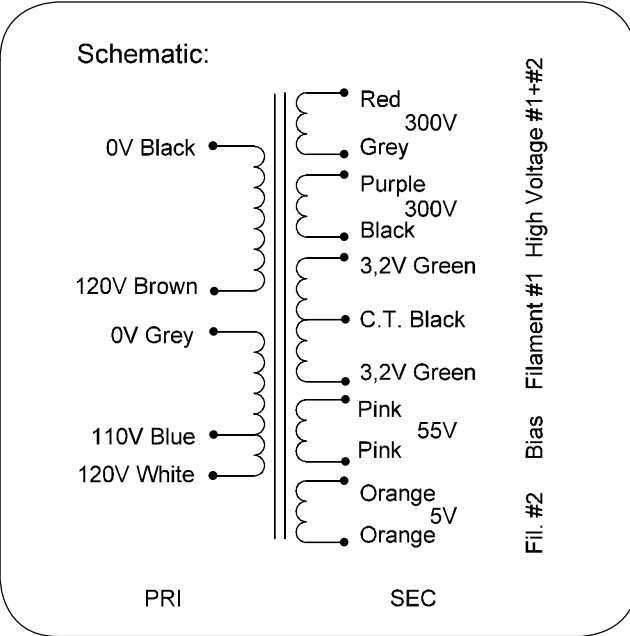 Schematic:
0V Black
120V Brown
0V Grey
110V Blue
120V White
PRI
Red
300V
Grey
Purple
300V
Black
3,2V Green
C.T. Black
3,2V Green
Pink
55V
Pink
Orange
5V
Orange
SEC
High Voltage #1+#2
Filament #1
Bias
Fil. #2